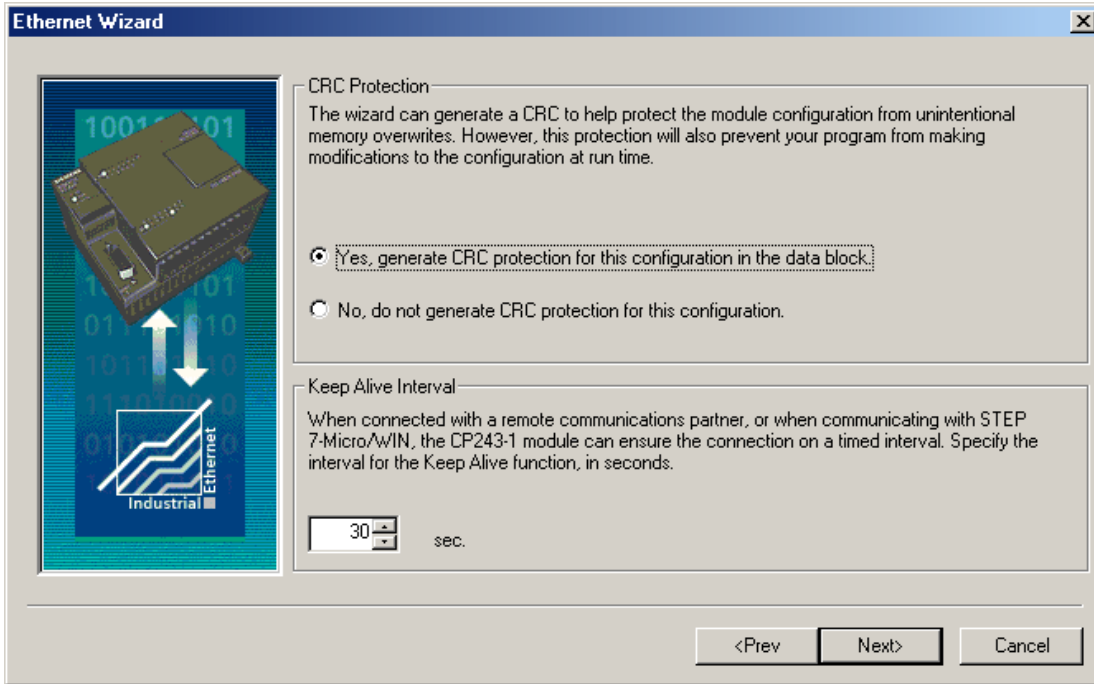 Ethernet Wizard
CRC Protection
The wizard can generate a CRC to help protect the module configuration from unintentional
memory overwrites. However, this protection will also prevent your program from making
modifications to the configuration at run time.
Yes, generate CRC protection for this configuration in the data block.
No, do not generate CRC protection for this configuration.
Keep Alive Interval
When connected with a remote communications partner, or when communicating with STEP
7-Micro/WIN, the CP243-1 module can ensure the connection on a timed interval. Specify the
interval for the Keep Alive function, in seconds.
30 sec.
Industrial
Ethernet
<Prev
Next>
Cancel